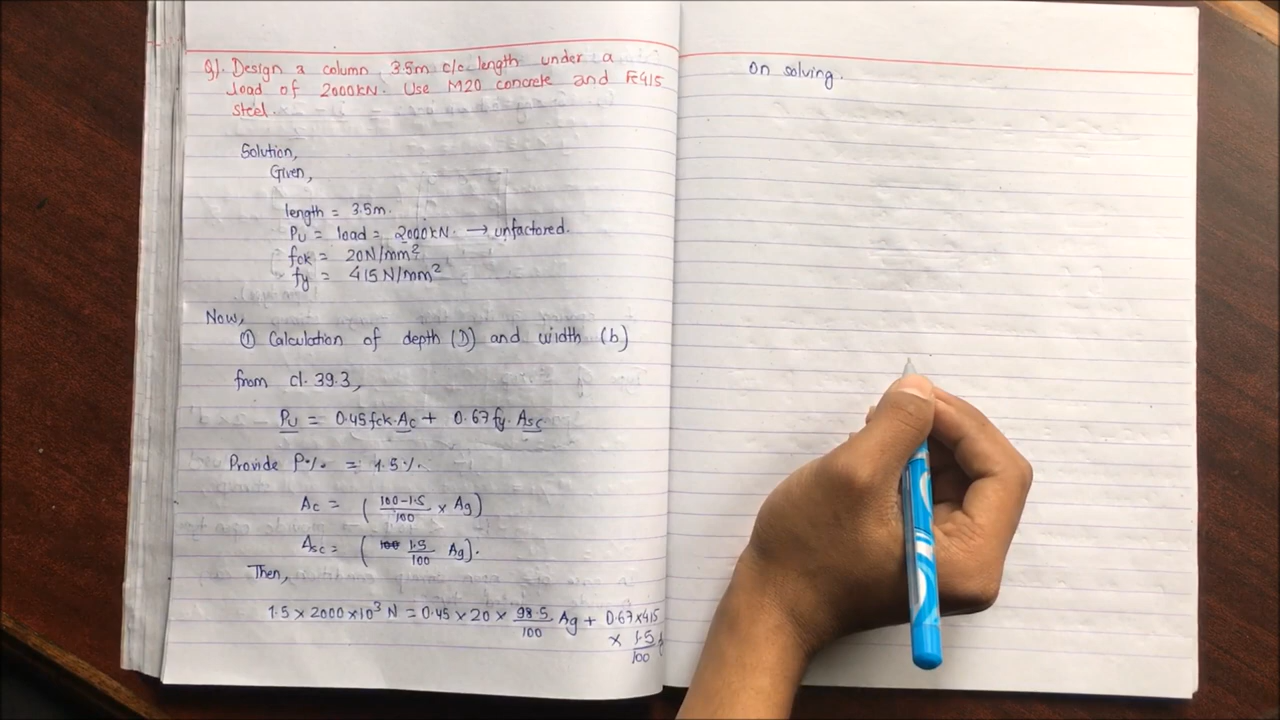 Q1. Design a column 3.5m c/c length under a
load of 2000KN. Use M20 concrete and Fe415
steel.
Solution,
Given,
length = 3.5m.
Pu = load = 2000KN. → unfactored.
fck = 20N/mm²
fy = 415 N/mm²
Now,
① Calculation of depth (D) and width (b)
from cl. 39.3,
Pu = 0.45fck.Ac + 0.67fy.Asc
Provide P% = 1.5%.
Ac = (100-1.5/100 × Ag)
Asc = (1.5/100 Ag).
Then,
1.5 × 2000 × 10³ N = 0.45 × 20 × 98.5/100 Ag + 0.67×415
× 1.5/100
On solving.